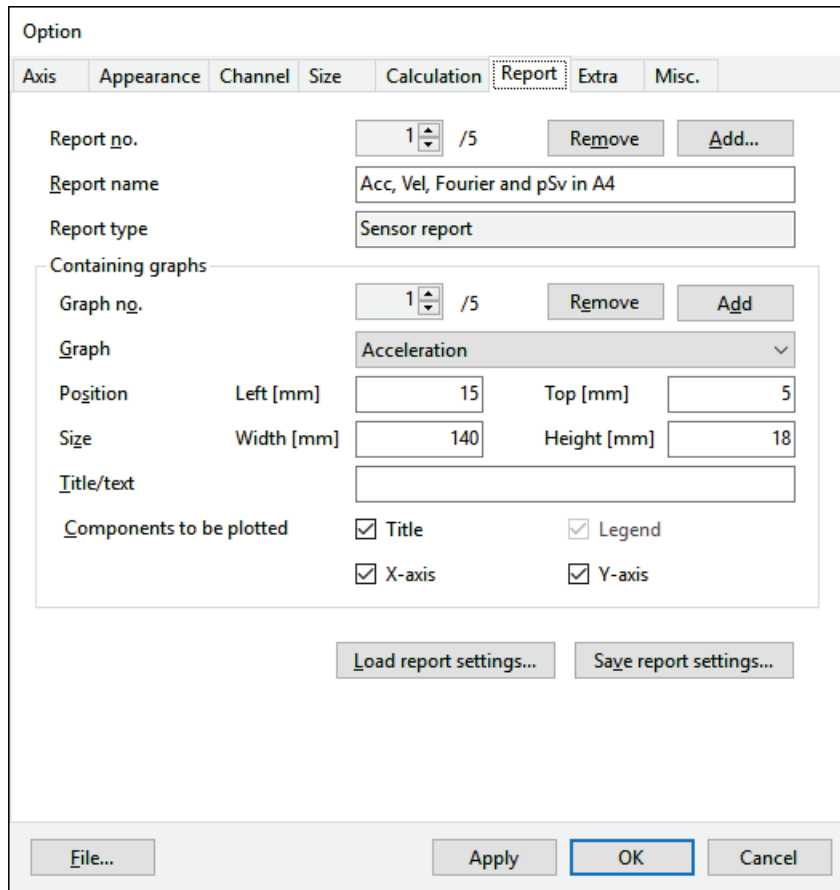 Option
Axis Appearance Channel Size Calculation Report Extra Misc.
Report no. 1 /5 Remove Add...
Report name Acc, Vel, Fourier and pSv in A4
Report type Sensor report
Containing graphs
Graph no. 1 /5 Remove Add
Graph Acceleration
Position Left [mm] 15 Top [mm] 5
Size Width [mm] 140 Height [mm] 18
Title/text
Components to be plotted Title Legend
X-axis Y-axis
Load report settings... Save report settings...
File... Apply OK Cancel